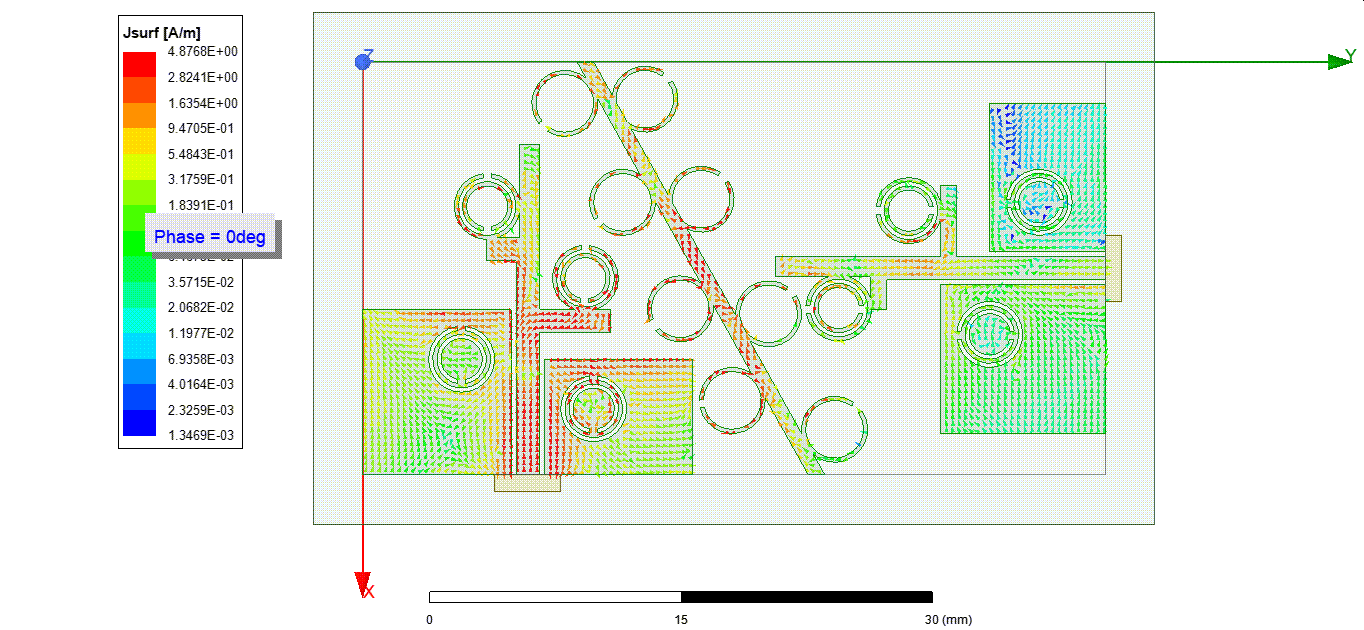 Jsurf [A/m]
4.8768E+00
2.8241E+00
1.6354E+00
9.4705E-01
5.4843E-01
3.1759E-01
1.8391E-01
Phase = 0deg
3.5715E-02
2.0682E-02
1.1977E-02
6.9358E-03
4.0164E-03
2.3259E-03
1.3469E-03
Z
Y
X
0 15 30 (mm)